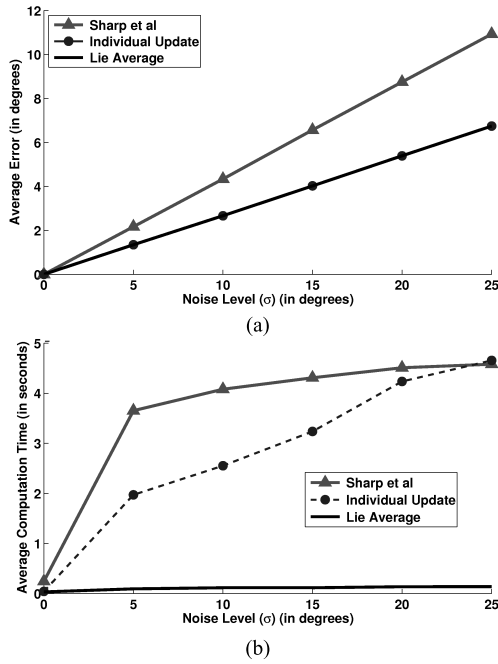 12
10
8
6
4
2
0
Average Error (in degrees)
Sharp et al
Individual Update
Lie Average
0 5 10 15 20 25
Noise Level (σ) (in degrees)
(a)
5
4
3
2
1
0
Average Computation Time (in seconds)
Sharp et al
Individual Update
Lie Average
0 5 10 15 20 25
Noise Level (σ) (in degrees)
(b)